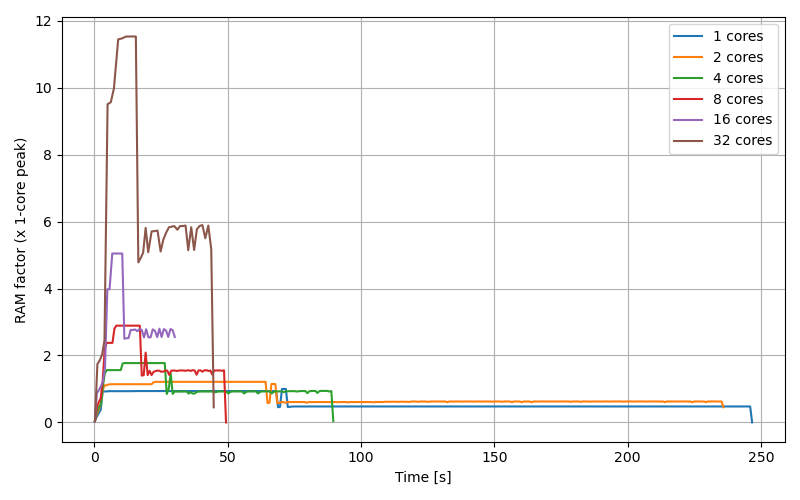 12
10
8
6
4
2
0
RAM factor (x 1-core peak)
0
50
100
150
200
250
Time [s]
1 cores
2 cores
4 cores
8 cores
16 cores
32 cores